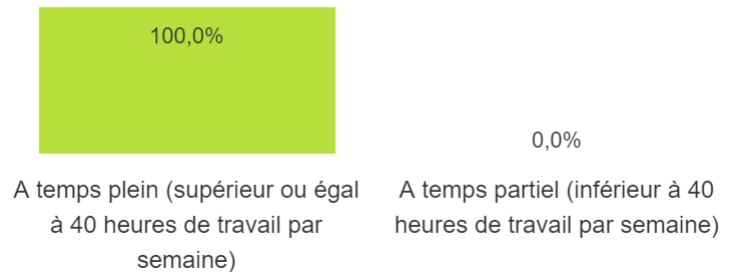 100,0%
0,0%
A temps plein (supérieur ou égal
à 40 heures de travail par
semaine)
A temps partiel (inférieur à 40
heures de travail par semaine)